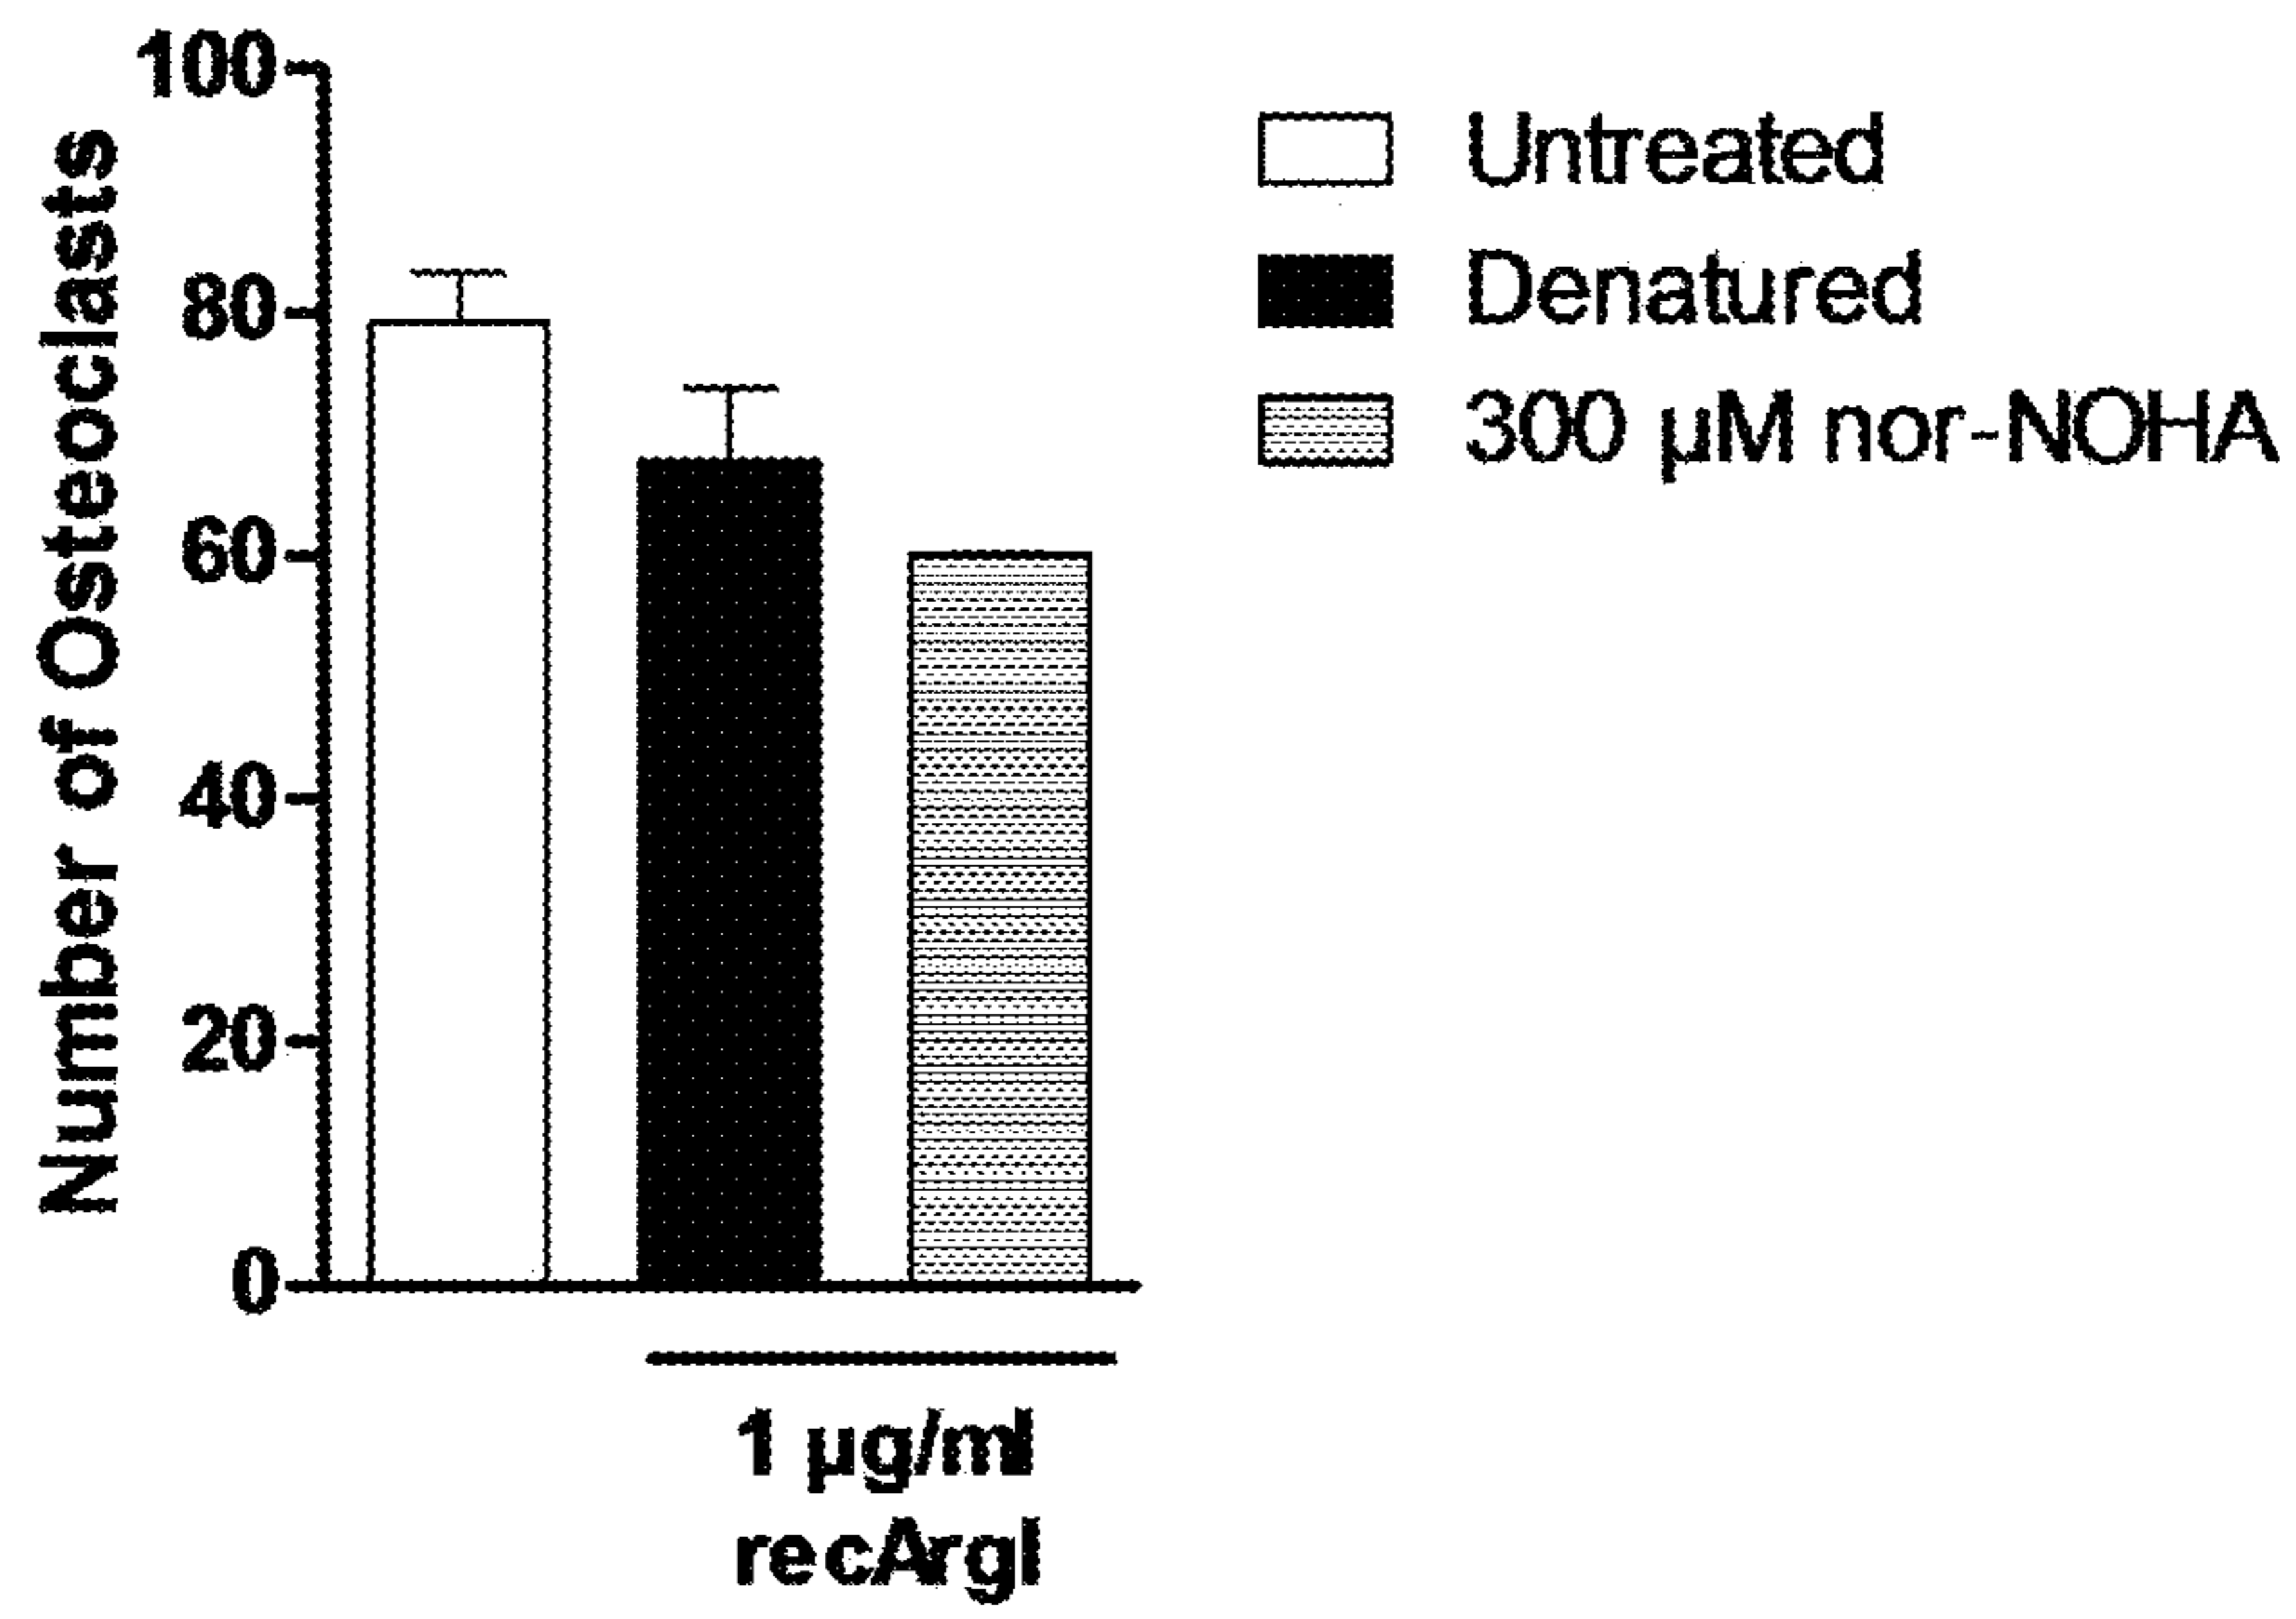 Number of Osteoclasts
100
80
60
40
20
0
Untreated
Denatured
300 µM nor-NOHA
1 µg/ml
recArgI